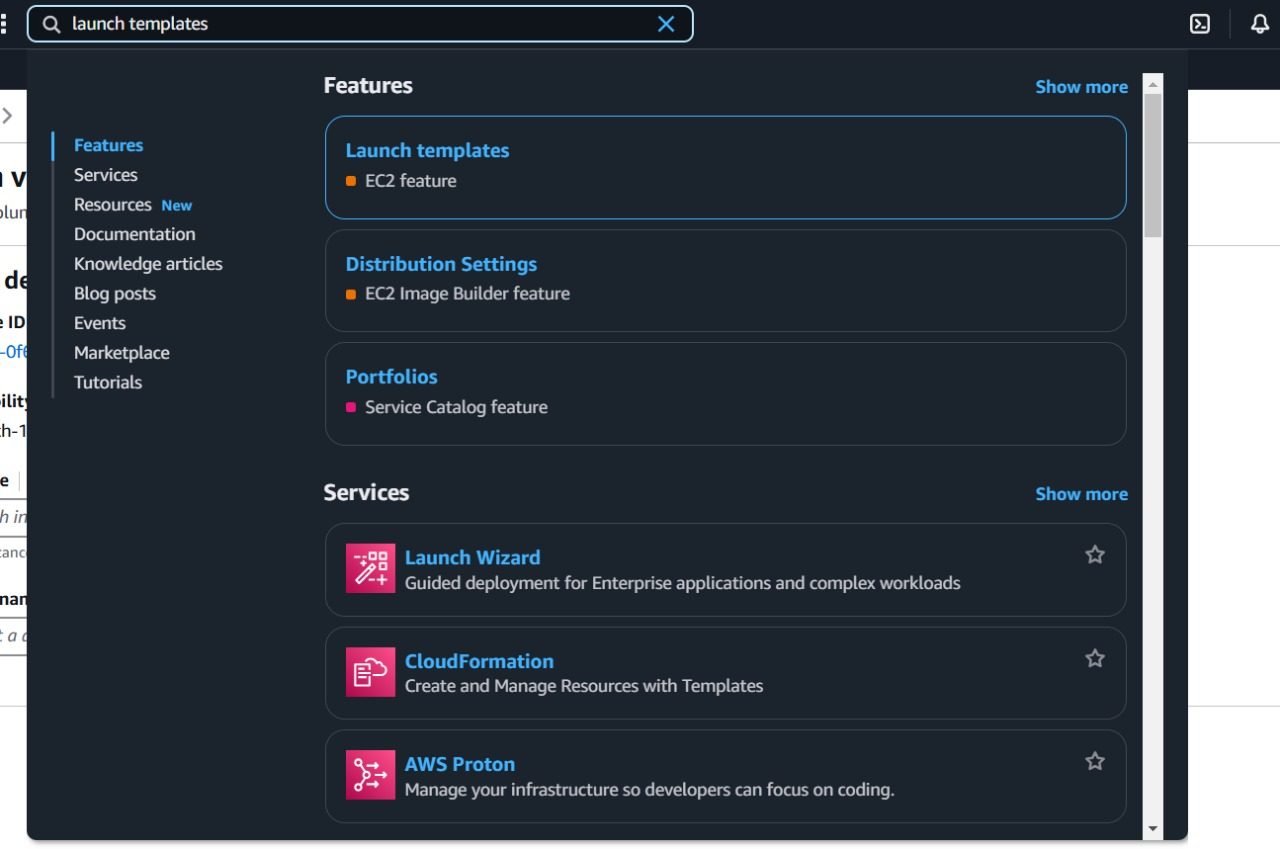 launch templates
Features
Show more
Features
Services
Resources New
Documentation
Knowledge articles
Blog posts
Events
Marketplace
Tutorials
Launch templates
EC2 feature
Distribution Settings
EC2 Image Builder feature
Portfolios
Service Catalog feature
Services
Show more
Launch Wizard
Guided deployment for Enterprise applications and complex workloads
CloudFormation
Create and Manage Resources with Templates
AWS Proton
Manage your infrastructure so developers can focus on coding.
ID